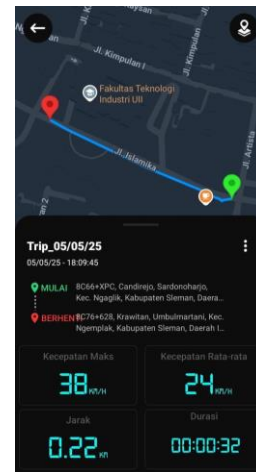 Jl. Kimpulan I
Jl. Kimpulan
Fakultas Teknologi
Industri UII
Jl. Islamika
Jl. Artista
Trip_05/05/25
05/05/25 - 18:09:45
MULAI 8C66+XPC, Candirejo, Sardonoharjo,
Kec. Ngaglik, Kabupaten Sleman, Daera...
BERHENTI 8C76+628, Krawitan, Umbulmartani, Kec.
Ngemplak, Kabupaten Sleman, Daerah I...
Kecepatan Maks
Kecepatan Rata-rata
38 KM/H
24 KM/H
Jarak
Durasi
0.22 KM
00:00:32